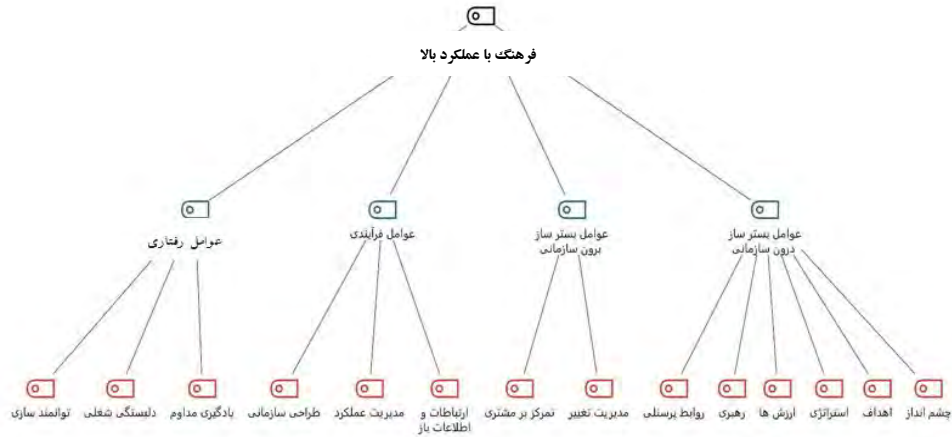 فرهنگ با عملکرد بالا
عوامل بستر ساز
درون سازمانی
عوامل بستر ساز
برون سازمانی
عوامل فرآیندی
عوامل رفتاری
چشم انداز
اهداف
استراتژی
ارزش ها
رهبری
روابط پرسنلی
مدیریت تغییر
تمرکز بر مشتری
ارتباطات و
اطلاعات باز
مدیریت عملکرد
طراحی سازمانی
یادگیری مداوم
دلبستگی شغلی
توانمند سازی